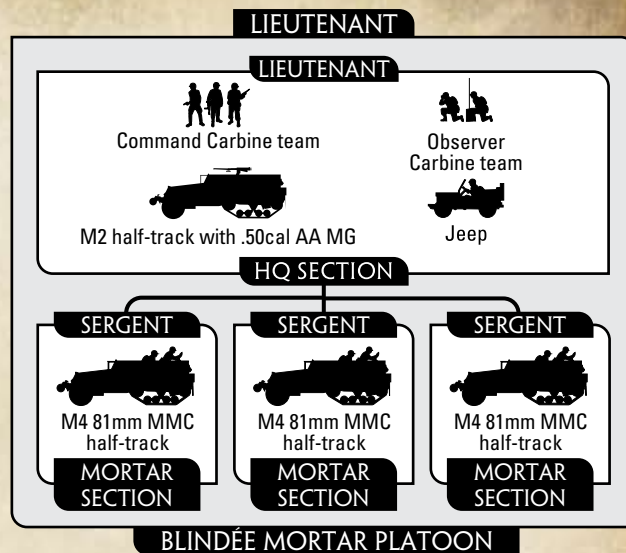 LIEUTENANT
LIEUTENANT
Command Carbine team
Observer
Carbine team
M2 half-track with .50cal AA MG
Jeep
HQ SECTION
SERGENT
M4 81mm MMC
half-track
MORTAR
SECTION
SERGENT
M4 81mm MMC
half-track
MORTAR
SECTION
SERGENT
M4 81mm MMC
half-track
MORTAR
SECTION
BLINDÉE MORTAR PLATOON